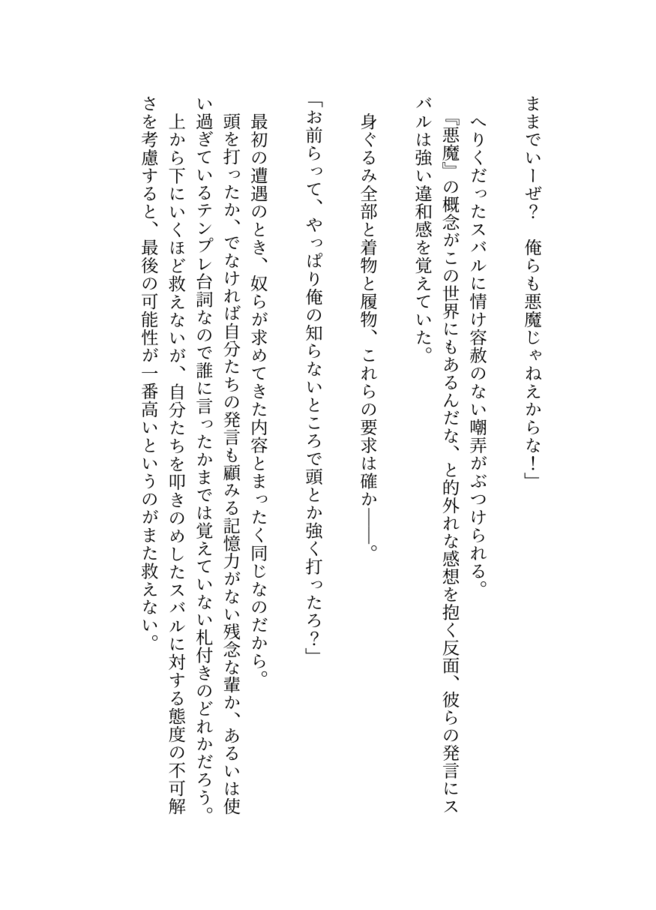 ままでいーぜ？　俺らも悪魔じゃねえからな！」
　へりくだったスバルに情け容赦のない嘲弄がぶつけられる。
　『悪魔』の概念がこの世界にもあるんだな、と的外れな感想を抱く反面、彼らの発言にス
バルは強い違和感を覚えていた。
　身ぐるみ全部と着物と履物、これらの要求は確か――。
「お前らって、やっぱり俺の知らないところで頭とか強く打ったろ？」
　最初の遭遇のとき、奴らが求めてきた内容とまったく同じなのだから。
　頭を打ったか、でなければ自分たちの発言も顧みる記憶力がない残念な輩か、あるいは使
い過ぎているテンプレ台詞なので誰に言ったかまでは覚えていない札付きのどれかだろう。
　上から下にいくほど救えないが、自分たちを叩きのめしたスバルに対する態度の不可解
さを考慮すると、最後の可能性が一番高いというのがまた救えない。